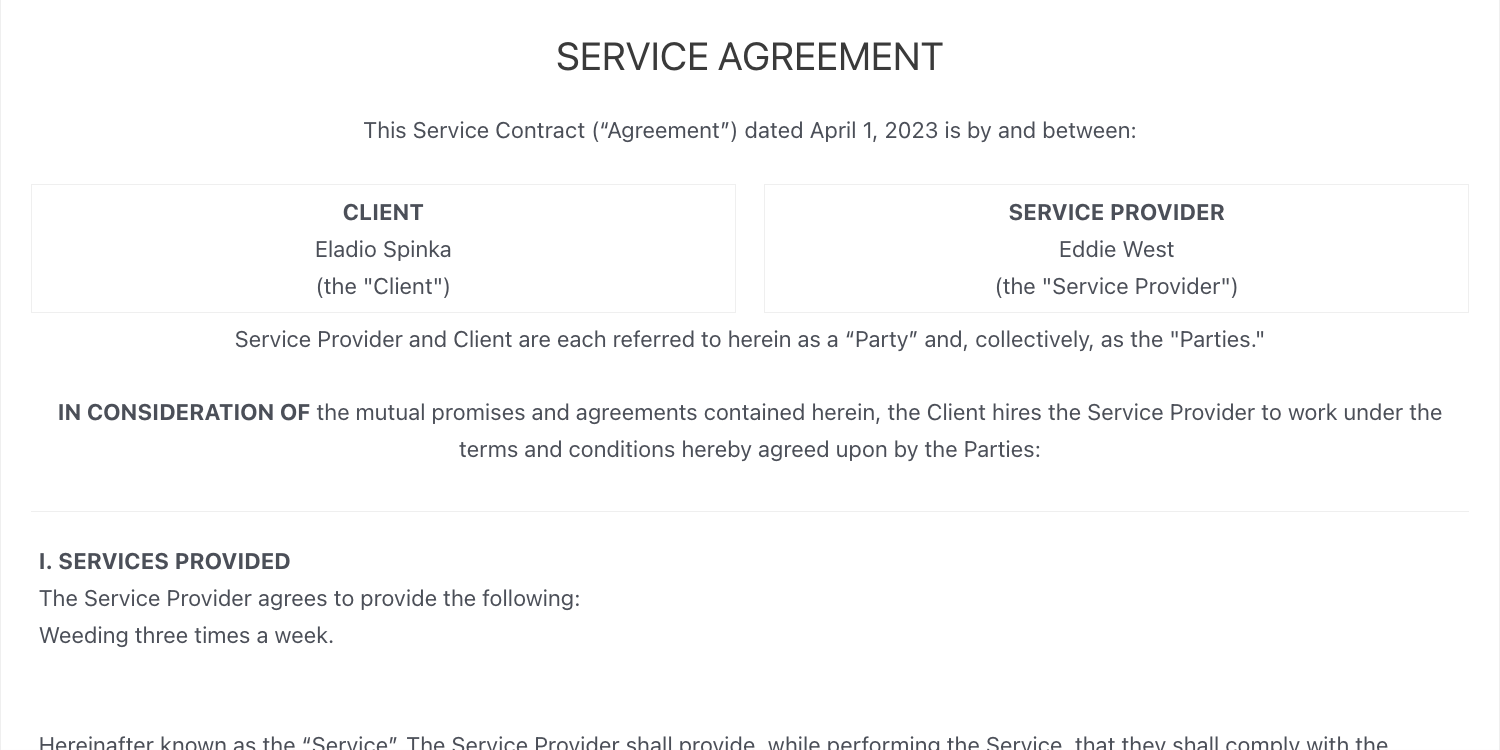 SERVICE AGREEMENT
This Service Contract (“Agreement”) dated April 1, 2023 is by and between:
CLIENT
Eladio Spinka
(the "Client")
SERVICE PROVIDER
Eddie West
(the "Service Provider")
Service Provider and Client are each referred to herein as a “Party” and, collectively, as the "Parties."
IN CONSIDERATION OF the mutual promises and agreements contained herein, the Client hires the Service Provider to work under the
terms and conditions hereby agreed upon by the Parties:
I. SERVICES PROVIDED
The Service Provider agrees to provide the following:
Weeding three times a week.
Hereinafter known as the “Service”. The Service Provider shall provide, while performing the Service, that they shall comply with the